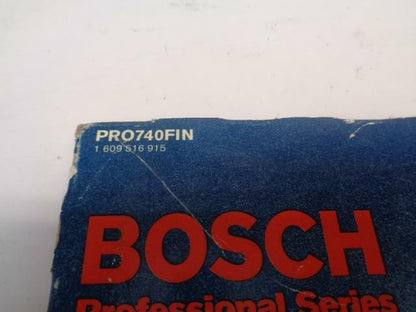 PRO740FIN
1 609 516 915
BOSCH
Professional Series